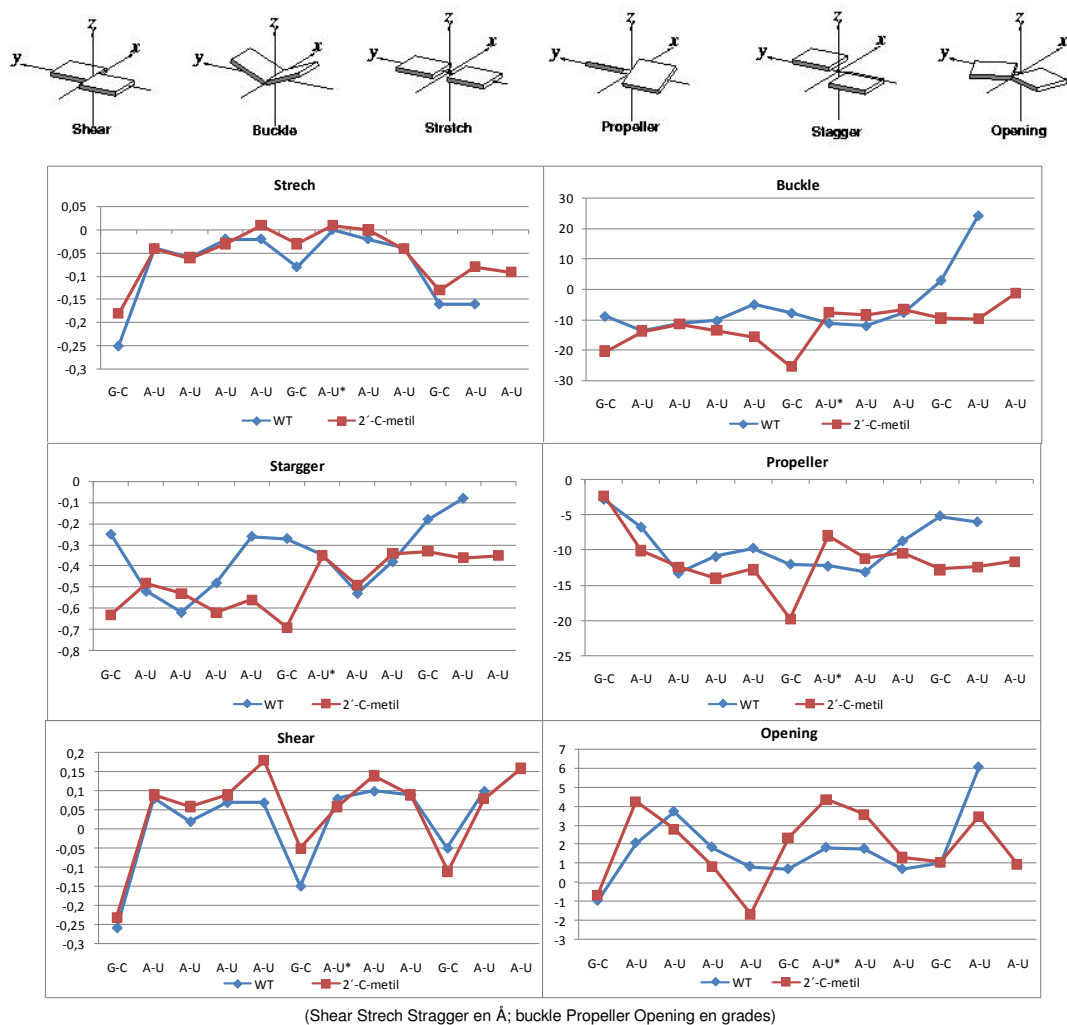 z z z z z z
y x y x y x y x y x y x
Shear Buckle Stretch Propeller Stagger Opening
Strech
0,05
0
-0,05
-0,1
-0,15
-0,2
-0,25
-0,3
G-C A-U A-U A-U A-U G-C A-U* A-U A-U G-C A-U A-U
WT 2´-C-metil
Buckle
30
20
10
0
-10
-20
-30
G-C A-U A-U A-U A-U G-C A-U* A-U A-U G-C A-U A-U
WT 2´-C-metil
Stargger
0
-0,1
-0,2
-0,3
-0,4
-0,5
-0,6
-0,7
-0,8
G-C A-U A-U A-U A-U G-C A-U* A-U A-U G-C A-U A-U
WT 2´-C-metil
Propeller
0
-5
-10
-15
-20
-25
G-C A-U A-U A-U A-U G-C A-U* A-U A-U G-C A-U A-U
WT 2´-C-metil
Shear
0,2
0,15
0,1
0,05
0
-0,05
-0,1
-0,15
-0,2
-0,25
-0,3
G-C A-U A-U A-U A-U G-C A-U* A-U A-U G-C A-U A-U
WT 2´-C-metil
Opening
7
6
5
4
3
2
1
0
-1
-2
-3
G-C A-U A-U A-U A-U G-C A-U* A-U A-U G-C A-U A-U
WT 2´-C-metil
(Shear Strech Stragger en Å; buckle Propeller Opening en grades)